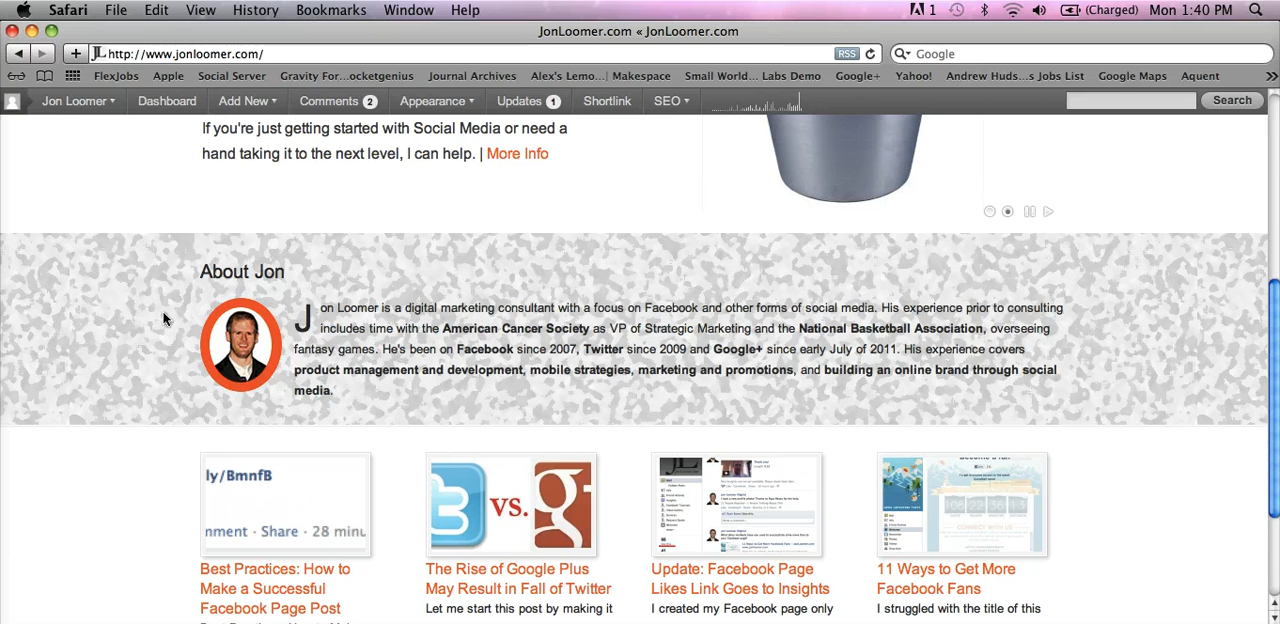 Safari File Edit View History Bookmarks Window Help 1 (Charged) Mon 1:40 PM
JonLoomer.com « JonLoomer.com
http://www.jonloomer.com/ RSS Google
FlexJobs Apple Social Server Gravity For...ocketgenius Journal Archives Alex's Lemo...| Makespace Small World... Labs Demo Google+ Yahoo! Andrew Huds...s Jobs List Google Maps Aquent
Jon Loomer Dashboard Add New Comments 2 Appearance Updates 1 Shortlink SEO Search
If you're just getting started with Social Media or need a
hand taking it to the next level, I can help. | More Info
About Jon
Jon Loomer is a digital marketing consultant with a focus on Facebook and other forms of social media. His experience prior to consulting
includes time with the American Cancer Society as VP of Strategic Marketing and the National Basketball Association, overseeing
fantasy games. He's been on Facebook since 2007, Twitter since 2009 and Google+ since early July of 2011. His experience covers
product management and development, mobile strategies, marketing and promotions, and building an online brand through social
media.
ly/BmnfB
nment · Share · 28 minu
vs.
Best Practices: How to
Make a Successful
Facebook Page Post
The Rise of Google Plus
May Result in Fall of Twitter
Let me start this post by making it
Update: Facebook Page
Likes Link Goes to Insights
I created my Facebook page only
11 Ways to Get More
Facebook Fans
I struggled with the title of this